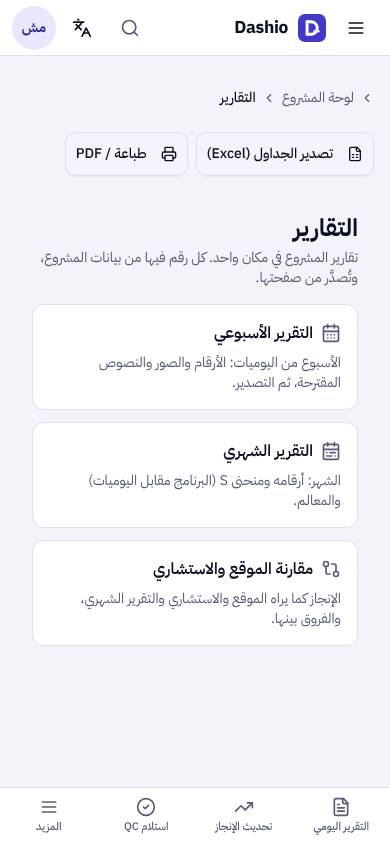 Dashio
مش
لوحة المشروع
التقارير
تصدير الجداول (Excel)
طباعة / PDF
التقارير
تقارير المشروع في مكان واحد. كل رقم فيها من بيانات المشروع،
وتُصدَّر من صفحتها.
التقرير الأسبوعي
الأسبوع من اليوميات: الأرقام والصور والنصوص
المقترحة، ثم التصدير.
التقرير الشهري
الشهر: أرقامه ومنحنى S (البرنامج مقابل اليوميات)
والمعالم.
مقارنة الموقع والاستشاري
الإنجاز كما يراه الموقع والاستشاري والتقرير الشهري،
والفروق بينها.
التقرير اليومي
تحديث الإنجاز
استلام QC
المزيد